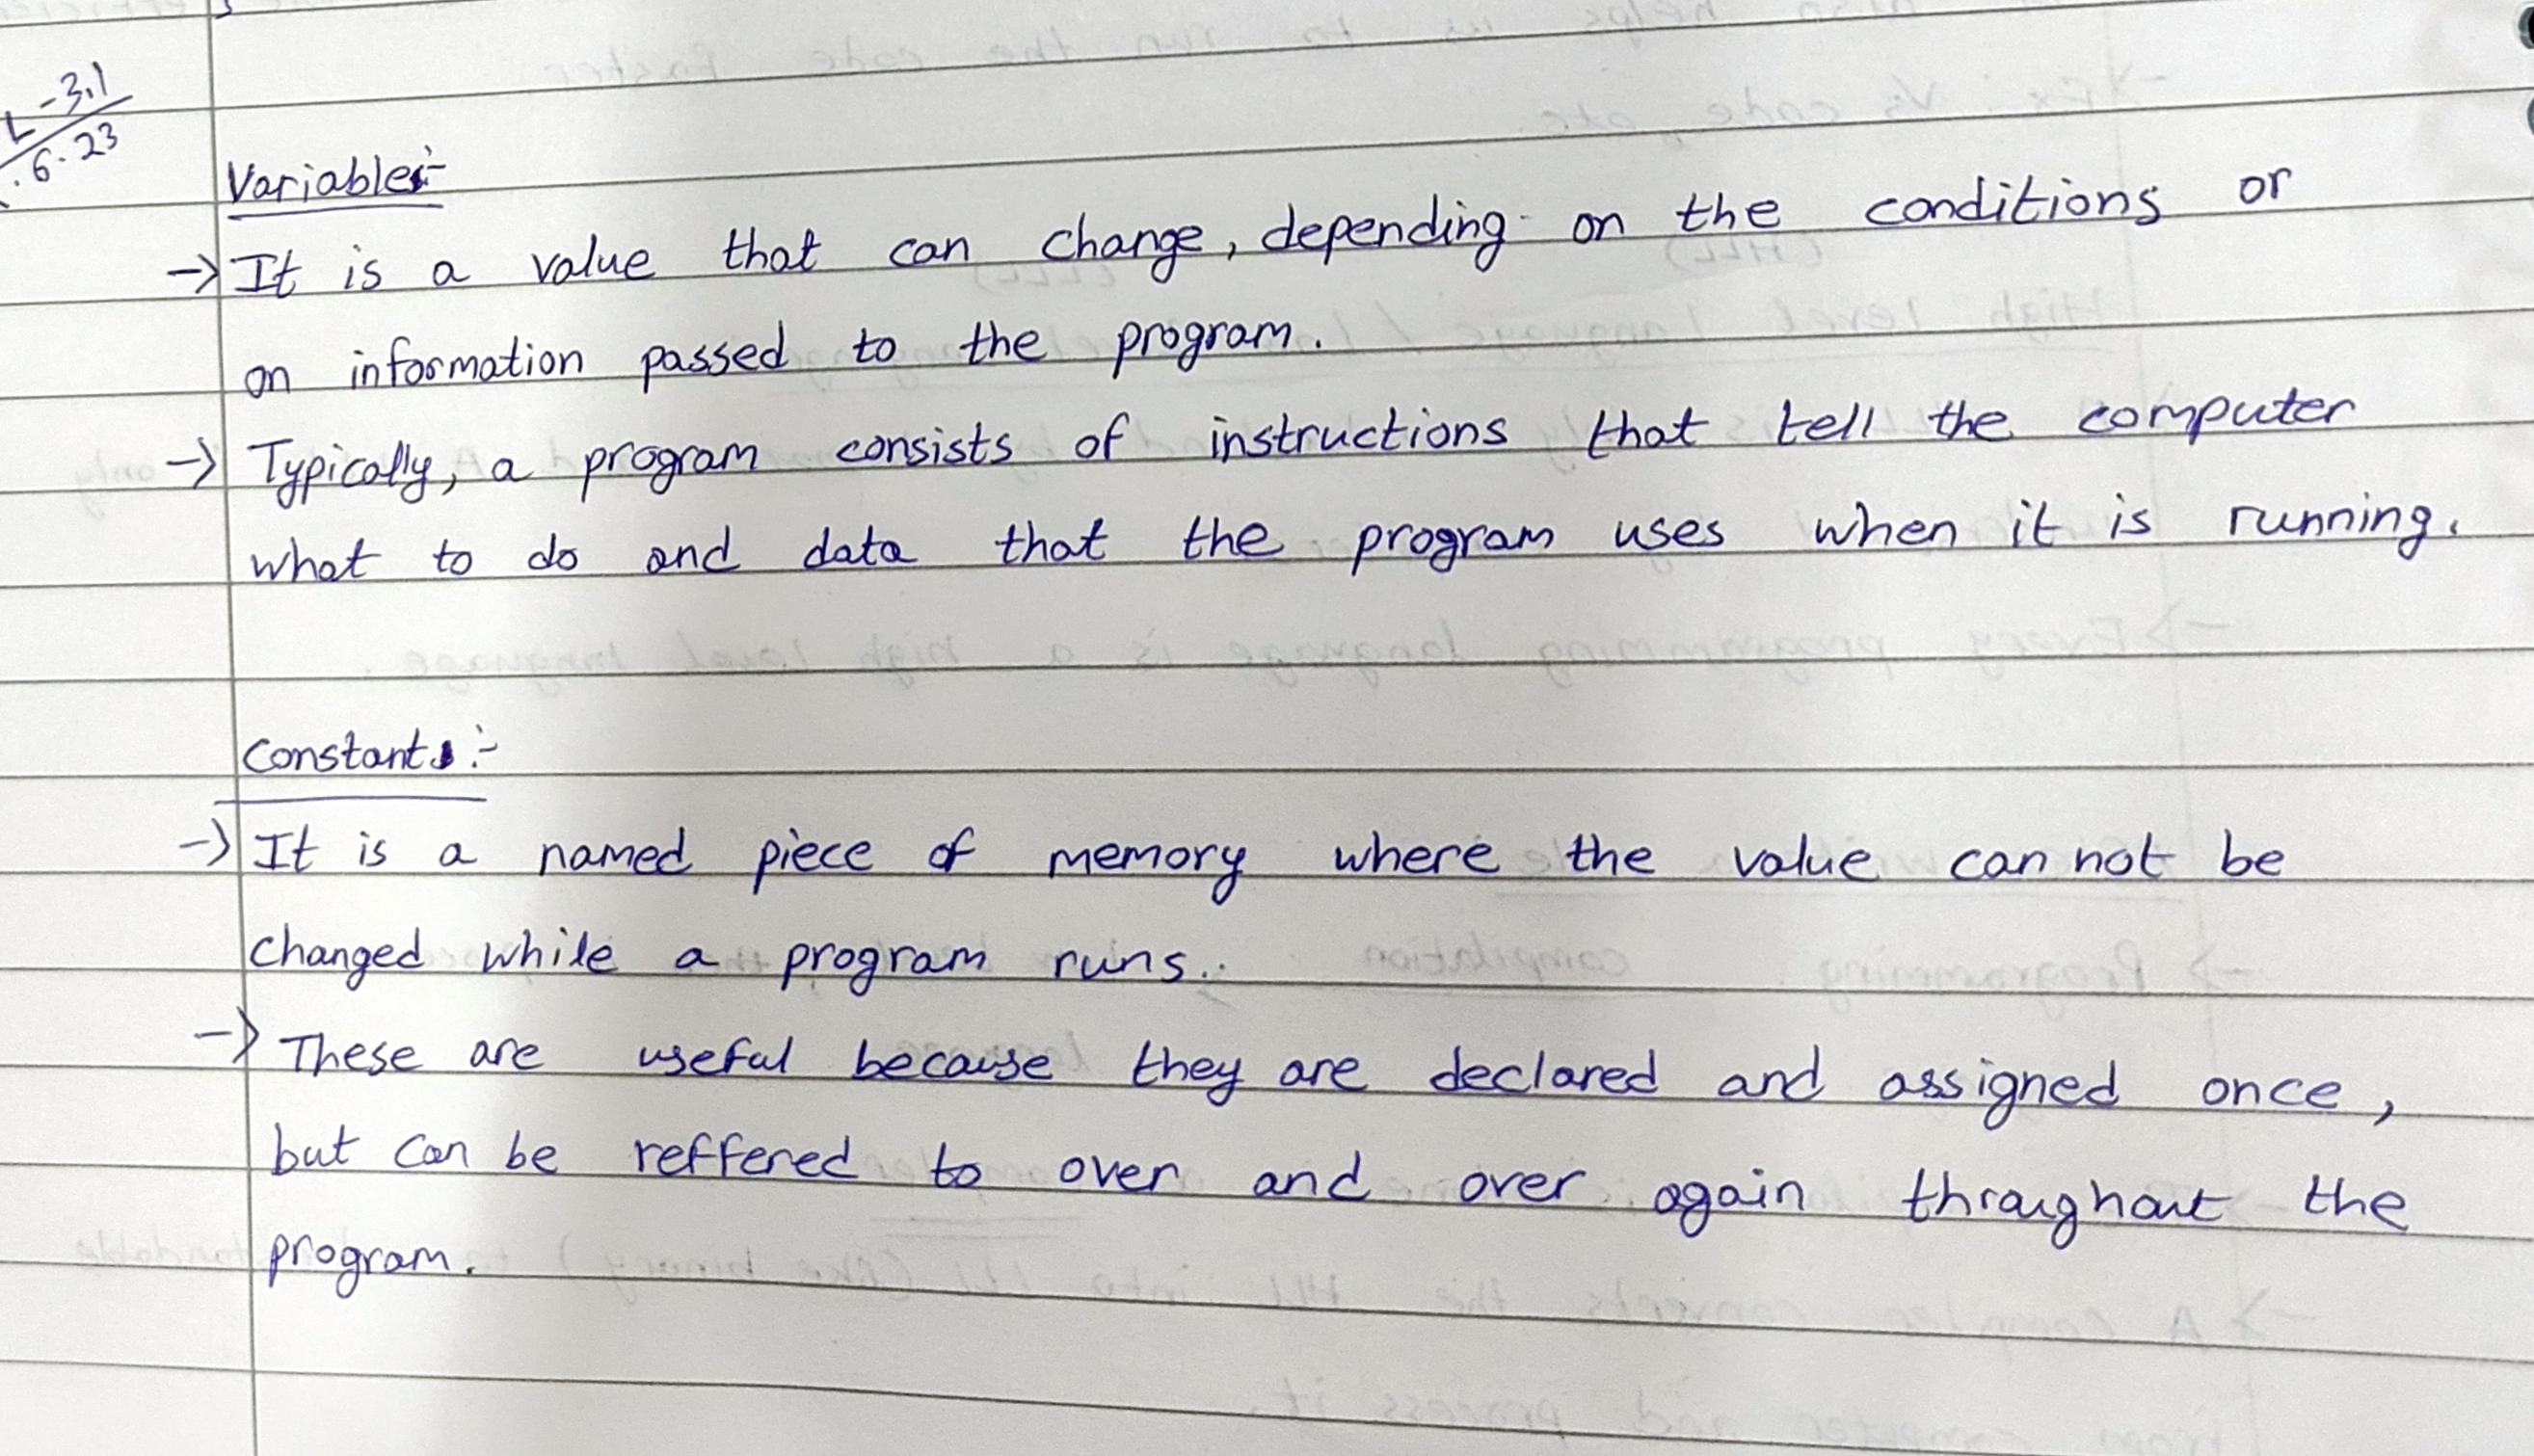 L-3.1
6.23
Variables:-
-> It is a value that can change, depending on the conditions or
on information passed to the program.
-> Typically, a program consists of instructions that tell the computer
what to do and data that the program uses when it is running.
Constants:-
-> It is a named piece of memory where the value can not be
changed while a program runs.
-> These are useful because they are declared and assigned once,
but can be reffered to over and over again throughout the
program.